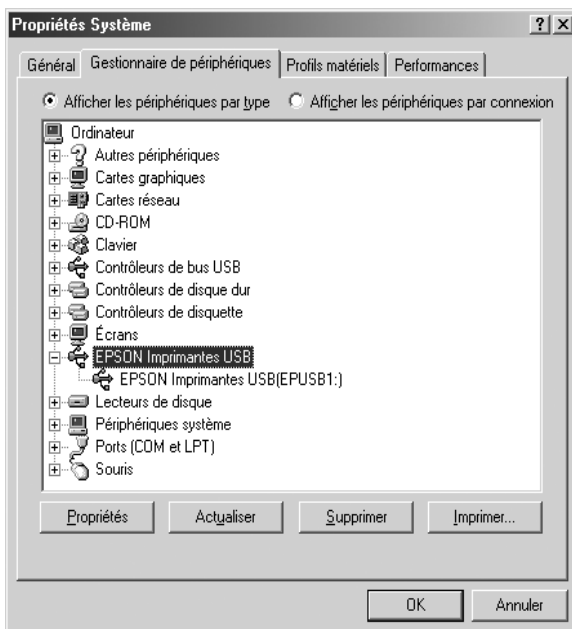 Propriétés Système
Général Gestionnaire de périphériques Profils matériels Performances
Afficher les périphériques par type Afficher les périphériques par connexion
Ordinateur
Autres périphériques
Cartes graphiques
Cartes réseau
CD-ROM
Clavier
Contrôleurs de bus USB
Contrôleurs de disque dur
Contrôleurs de disquette
Écrans
EPSON Imprimantes USB
EPSON Imprimantes USB(EPUSB1:)
Lecteurs de disque
Périphériques système
Ports (COM et LPT)
Souris
Propriétés Actualiser Supprimer Imprimer...
OK Annuler